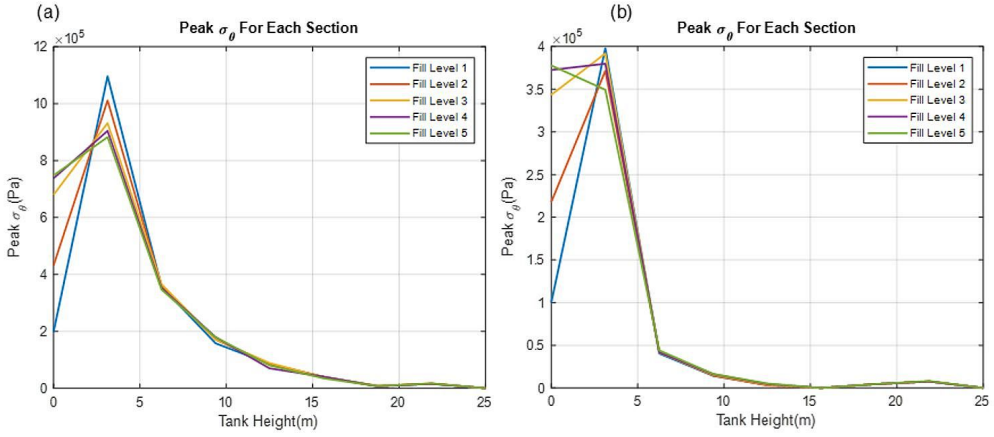 (a)
Peak σθ For Each Section
×10^5
12
10
8
6
4
2
0
Peak σθ(Pa)
0 5 10 15 20 25
Tank Height(m)
Fill Level 1
Fill Level 2
Fill Level 3
Fill Level 4
Fill Level 5
(b)
Peak σθ For Each Section
×10^5
4
3.5
3
2.5
2
1.5
1
0.5
0
Peak σθ(Pa)
0 5 10 15 20 25
Tank Height(m)
Fill Level 1
Fill Level 2
Fill Level 3
Fill Level 4
Fill Level 5